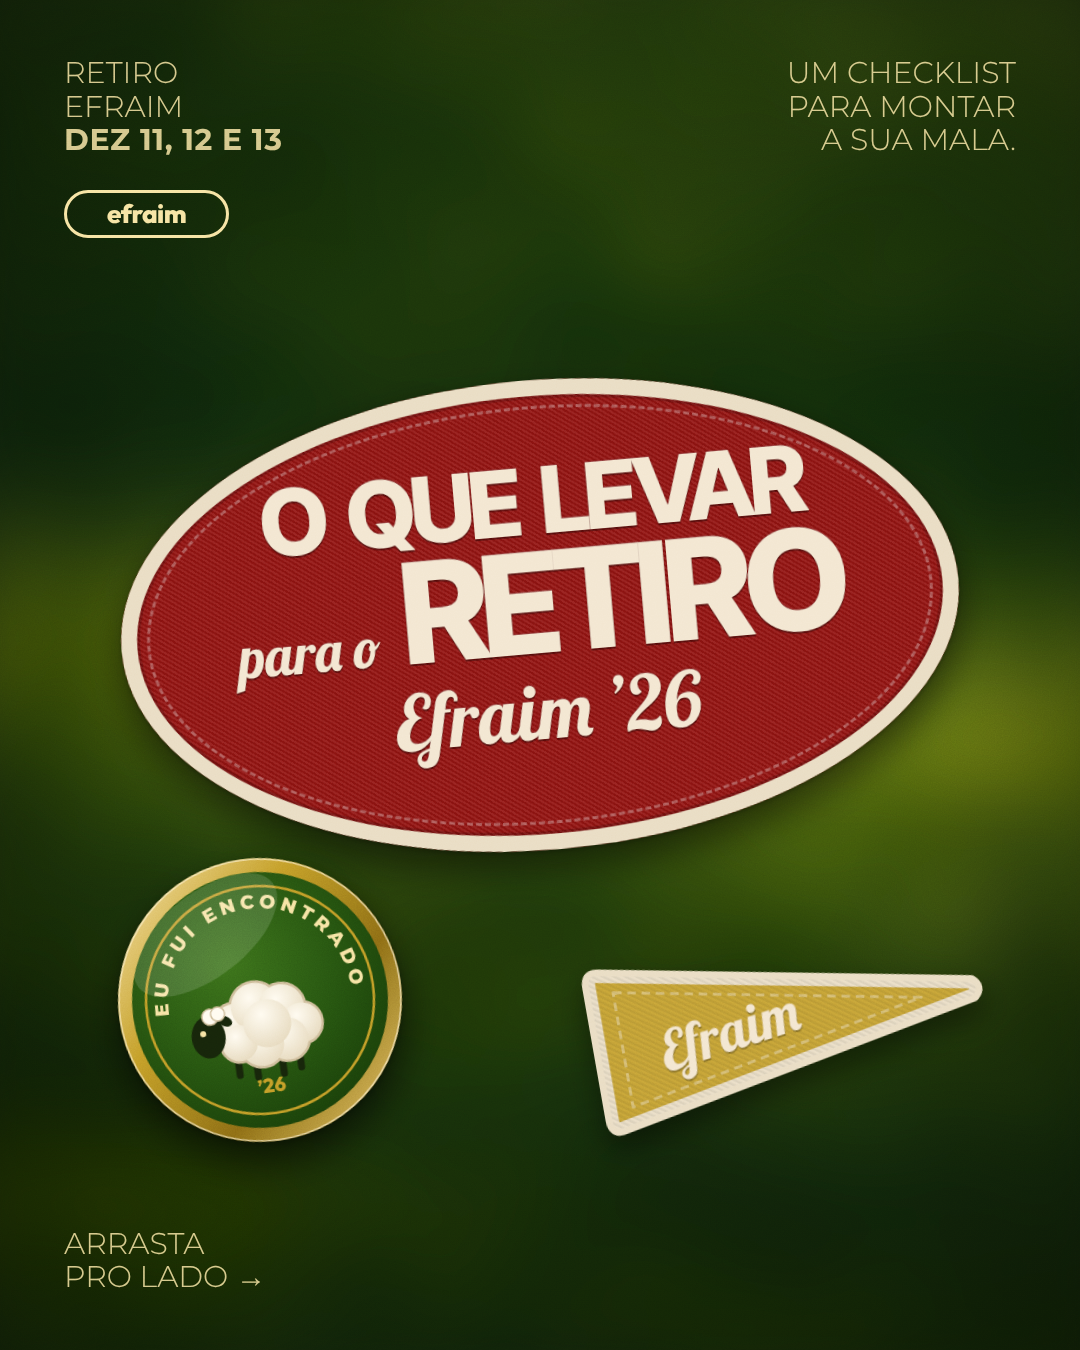 RETIRO
EFRAIM
DEZ 11, 12 E 13
efraim
UM CHECKLIST
PARA MONTAR
A SUA MALA.
O QUE LEVAR
para o RETIRO
Efraim ’26
EU FUI ENCONTRADO
’26
Efraim
ARRASTA
PRO LADO →